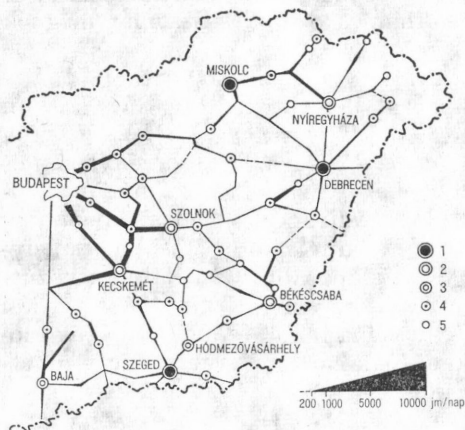 MISKOLC
NYÍREGYHÁZA
BUDAPEST
DEBRECEN
SZOLNOK
KECSKEMÉT
BÉKÉSCSABA
HÓDMEZŐVÁSÁRHELY
SZEGED
BAJA
1
2
3
4
5
200 1000 5000 10000 jm/nap